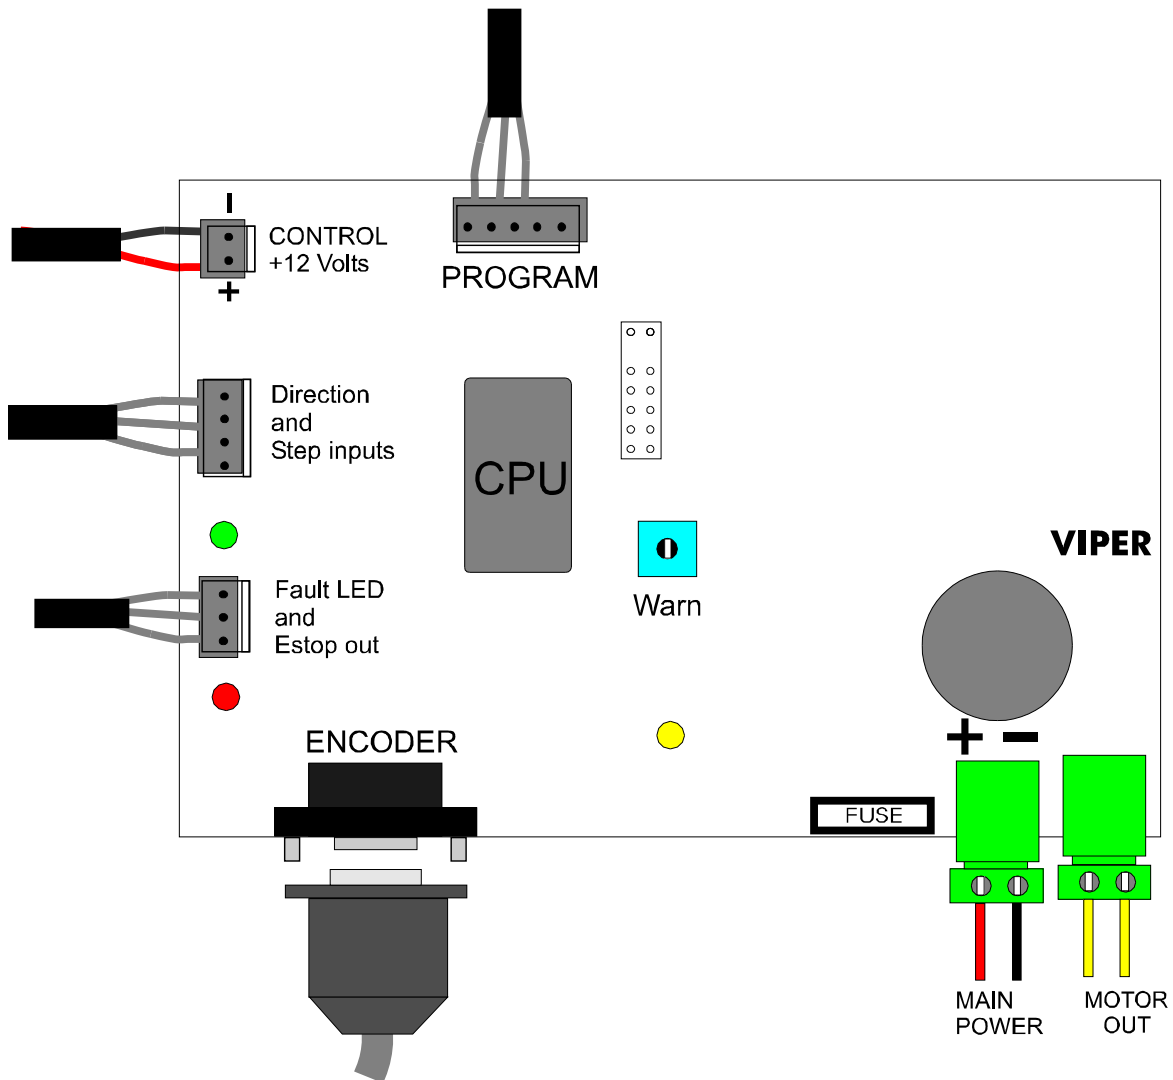 -
CONTROL
+12 Volts
+
PROGRAM
Direction
and
Step inputs
CPU
VIPER
Fault LED
and
Estop out
Warn
ENCODER
+ -
FUSE
MAIN
POWER
MOTOR
OUT